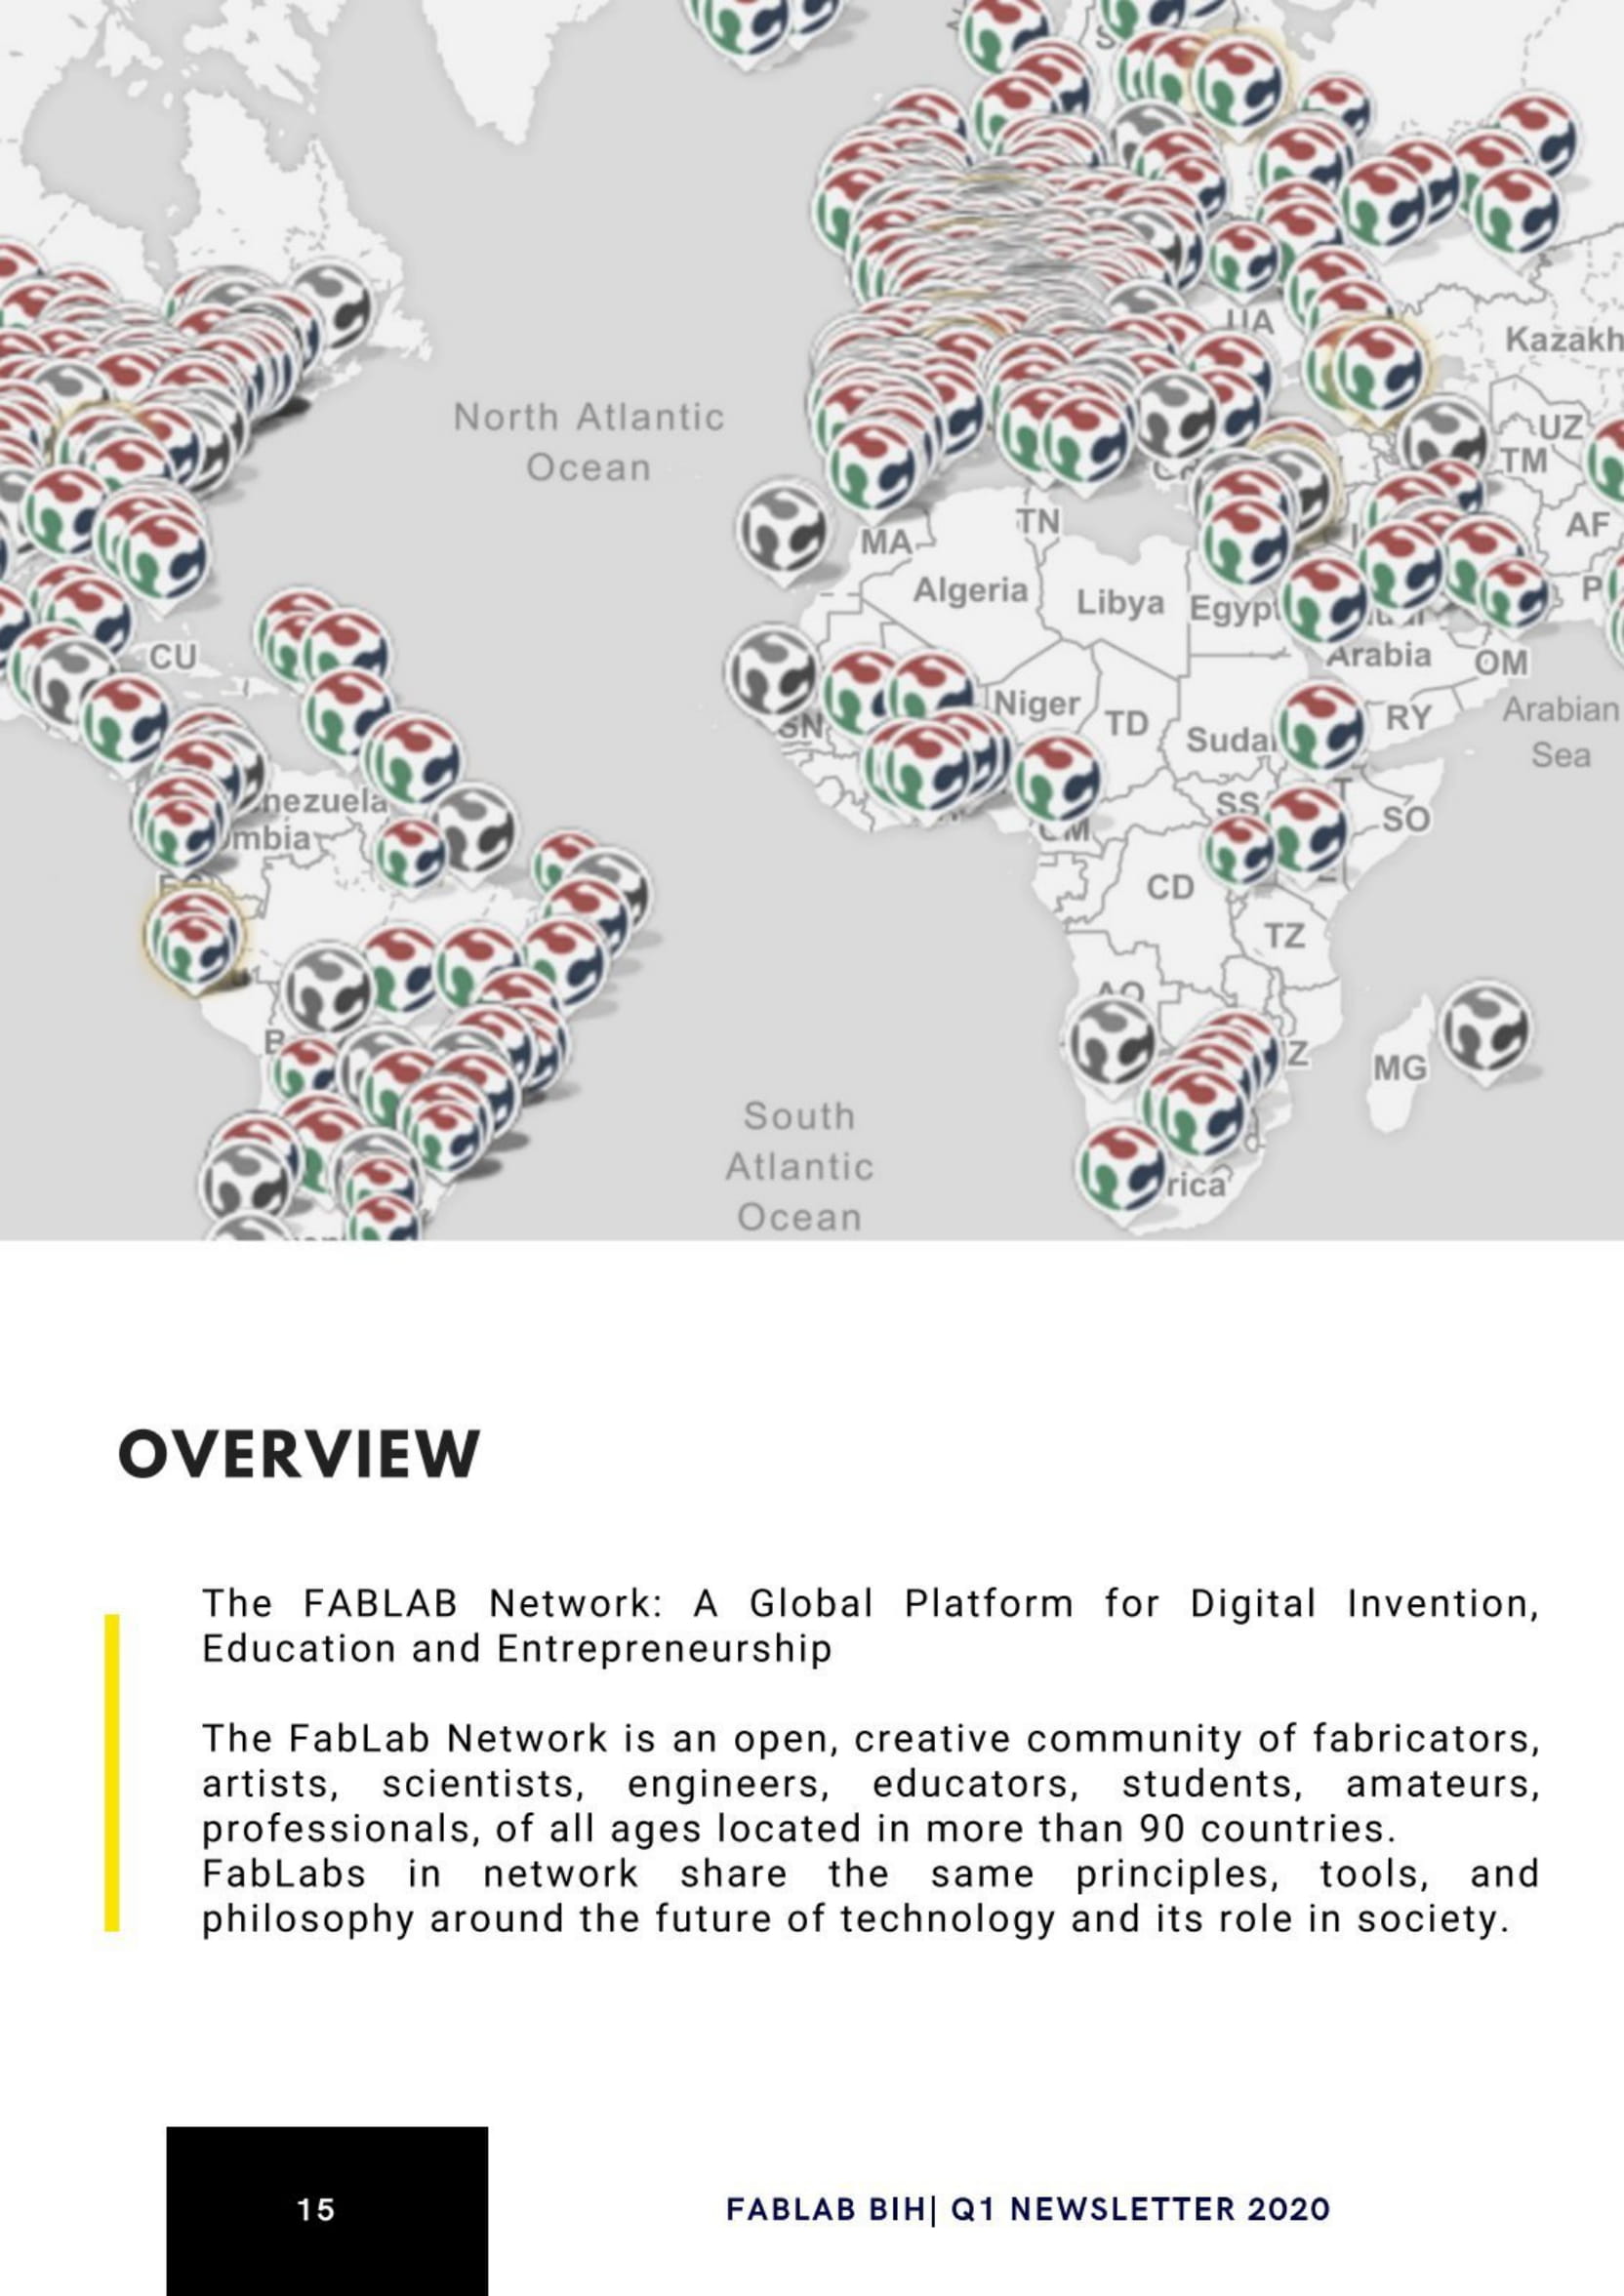 UA
Kazakh
North Atlantic
Ocean
UZ
TM
AF
MA
TN
Algeria
Libya
Egypt
P
CU
Arabia
OM
SN
Niger
TD
Suda
RY
Arabian
Sea
nezuela
mbia
SS
SO
CD
TZ
AO
B
Z
MG
South
Atlantic
Ocean
rica
OVERVIEW
The FABLAB Network: A Global Platform for Digital Invention,
Education and Entrepreneurship
The FabLab Network is an open, creative community of fabricators,
artists, scientists, engineers, educators, students, amateurs,
professionals, of all ages located in more than 90 countries.
FabLabs in network share the same principles, tools, and
philosophy around the future of technology and its role in society.
15
FABLAB BIH| Q1 NEWSLETTER 2020